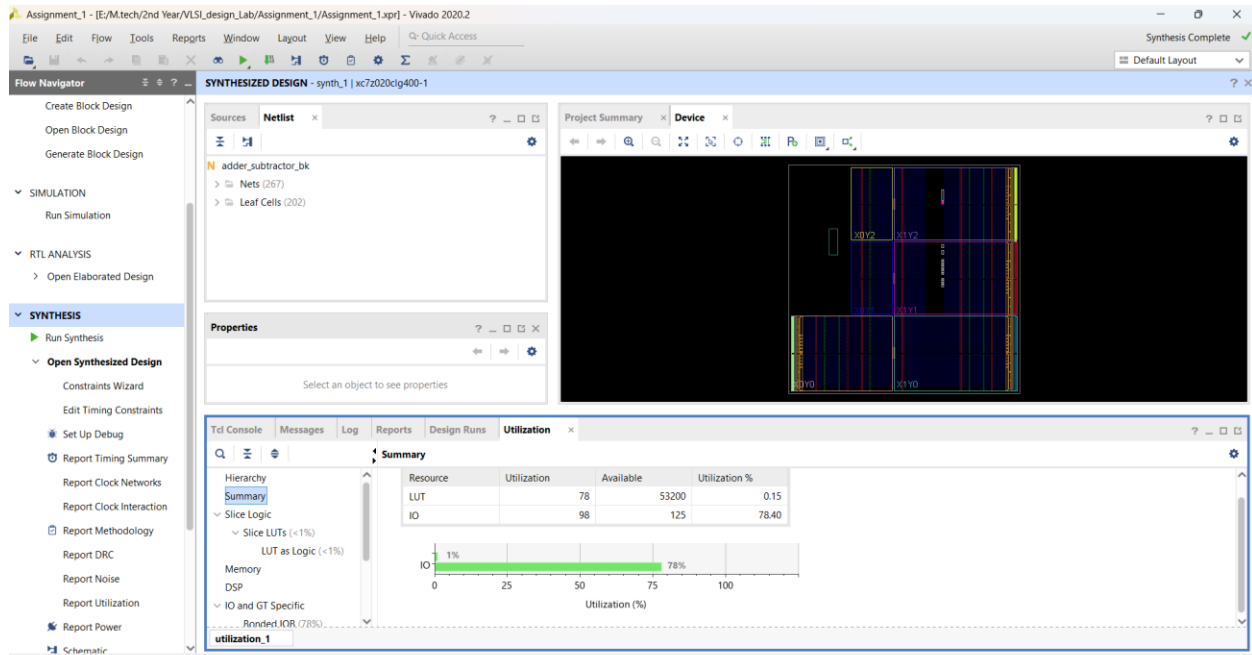 Assignment_1 - [E:/M.tech/2nd Year/VLSI_design_Lab/Assignment_1/Assignment_1.xpr] - Vivado 2020.2
File Edit Flow Tools Reports Window Layout View Help Q- Quick Access Synthesis Complete
Default Layout
Flow Navigator
Create Block Design
Open Block Design
Generate Block Design
SIMULATION
Run Simulation
RTL ANALYSIS
Open Elaborated Design
SYNTHESIS
Run Synthesis
Open Synthesized Design
Constraints Wizard
Edit Timing Constraints
Set Up Debug
Report Timing Summary
Report Clock Networks
Report Clock Interaction
Report Methodology
Report DRC
Report Noise
Report Utilization
Report Power
Schematic
SYNTHESIZED DESIGN - synth_1 | xc7z020clg400-1
Sources Netlist
N adder_subtractor_bk
Nets (267)
Leaf Cells (202)
Properties
Select an object to see properties
Project Summary Device
X0Y2 X1Y2
X0Y1 X1Y1
X0Y0 X1Y0
Tcl Console Messages Log Reports Design Runs Utilization
Summary
Hierarchy
Summary
Slice Logic
Slice LUTs (<1%)
LUT as Logic (<1%)
Memory
DSP
IO and GT Specific
Bonded IOB (78%)
Resource Utilization Available Utilization %
LUT 78 53200 0.15
IO 98 125 78.40
1%
IO 78%
0 25 50 75 100
Utilization (%)
utilization_1